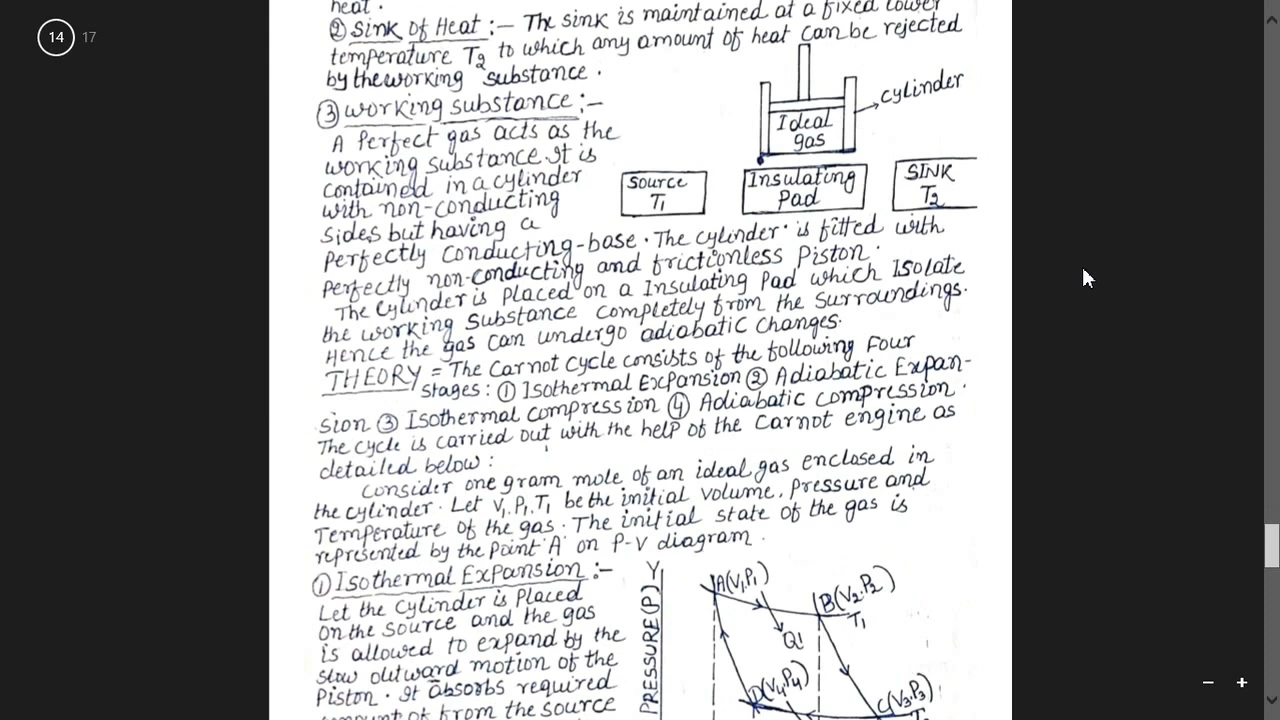 14 17
heat.
② Sink of Heat :– The sink is maintained at a fixed lower
temperature T2 to which any amount of heat can be rejected
by the working substance.
③ working substance :–
A Perfect gas acts as the
working substance. It is
contained in a cylinder
with non-conducting
sides but having a
cylinder
Ideal
gas
Source
T1
Insulating
Pad
SINK
T2
Perfectly Conducting-base. The cylinder is fitted with
Perfectly non-conducting and frictionless Piston.
The Cylinder is Placed on a Insulating Pad which Isolate
the working Substance completely from the Surroundings.
Hence the gas can undergo adiabatic changes.
THEORY = The Carnot Cycle consists of the following Four
stages: ① Isothermal Expansion ② Adiabatic Expan-
sion ③ Isothermal compression ④ Adiabatic compression.
The cycle is carried out with the help of the Carnot engine as
detailed below:
Consider one gram mole of an ideal gas enclosed in
the cylinder. Let V1.P1.T1 be the initial volume, Pressure and
Temperature of the gas. The initial state of the gas is
represented by the Point 'A' on P-V diagram.
① Isothermal Expansion :–
Let the Cylinder is Placed
on the source and the gas
is allowed to expand by the
slow outward motion of the
Piston. It absorbs required
amount of from the source
PRESSURE(P) Y
A(V1P1)
B(V2.P2)
T1
Q1
D(V4P4)
C(V3.P3)